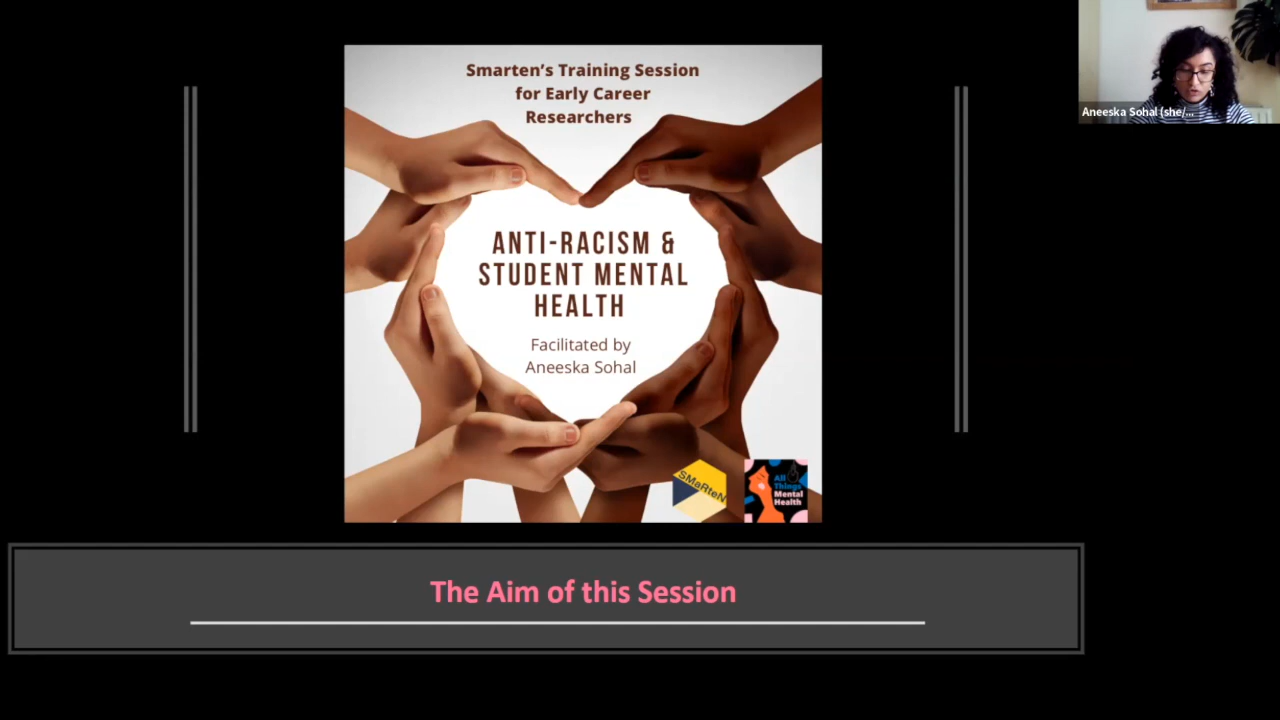 Smarten's Training Session
for Early Career
Researchers
ANTI-RACISM &
STUDENT MENTAL
HEALTH
Facilitated by
Aneeska Sohal
SMaRteN
All
Things
Mental
Health
Aneeska Sohal (she/...
The Aim of this Session